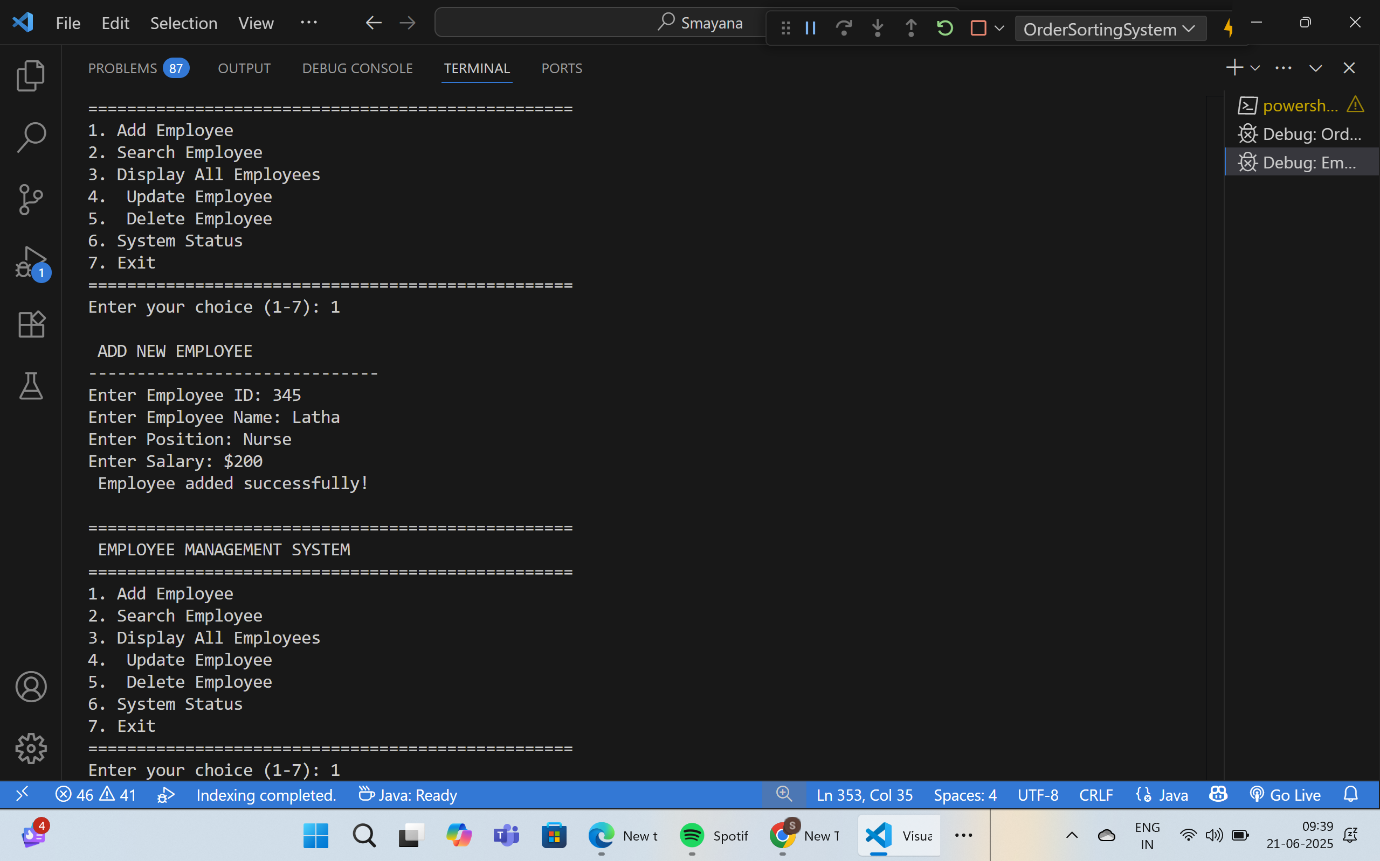 File Edit Selection View ··· Smayana OrderSortingSystem
PROBLEMS 87 OUTPUT DEBUG CONSOLE TERMINAL PORTS
powersh...
Debug: Ord...
Debug: Em...
==================================================
1. Add Employee
2. Search Employee
3. Display All Employees
4.  Update Employee
5.  Delete Employee
6. System Status
7. Exit
==================================================
Enter your choice (1-7): 1
ADD NEW EMPLOYEE
------------------------------
Enter Employee ID: 345
Enter Employee Name: Latha
Enter Position: Nurse
Enter Salary: $200
Employee added successfully!
==================================================
EMPLOYEE MANAGEMENT SYSTEM
==================================================
1. Add Employee
2. Search Employee
3. Display All Employees
4.  Update Employee
5.  Delete Employee
6. System Status
7. Exit
==================================================
Enter your choice (1-7): 1
1
46 41 Indexing completed. Java: Ready Ln 353, Col 35 Spaces: 4 UTF-8 CRLF Java Go Live
4 New t Spotif S New T Visua ··· ENG 09:39
IN 21-06-2025